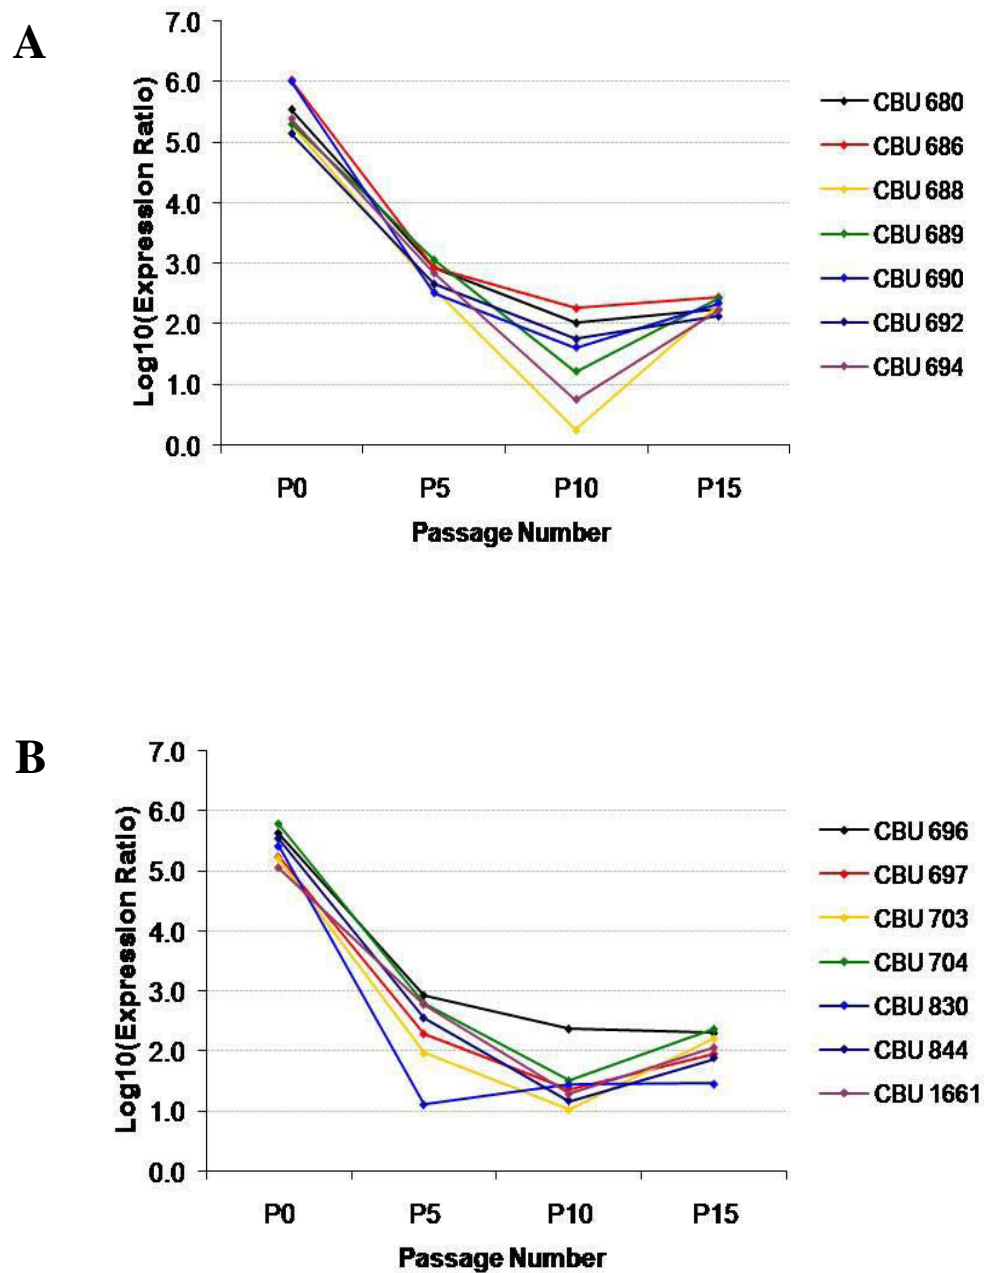 A
7.0
6.0
5.0
4.0
3.0
2.0
1.0
0.0
Log10(Expression Ratio)
P0 P5 P10 P15
Passage Number
CBU 680
CBU 686
CBU 688
CBU 689
CBU 690
CBU 692
CBU 694
B
7.0
6.0
5.0
4.0
3.0
2.0
1.0
0.0
Log10(Expression Ratio)
P0 P5 P10 P15
Passage Number
CBU 696
CBU 697
CBU 703
CBU 704
CBU 830
CBU 844
CBU 1661